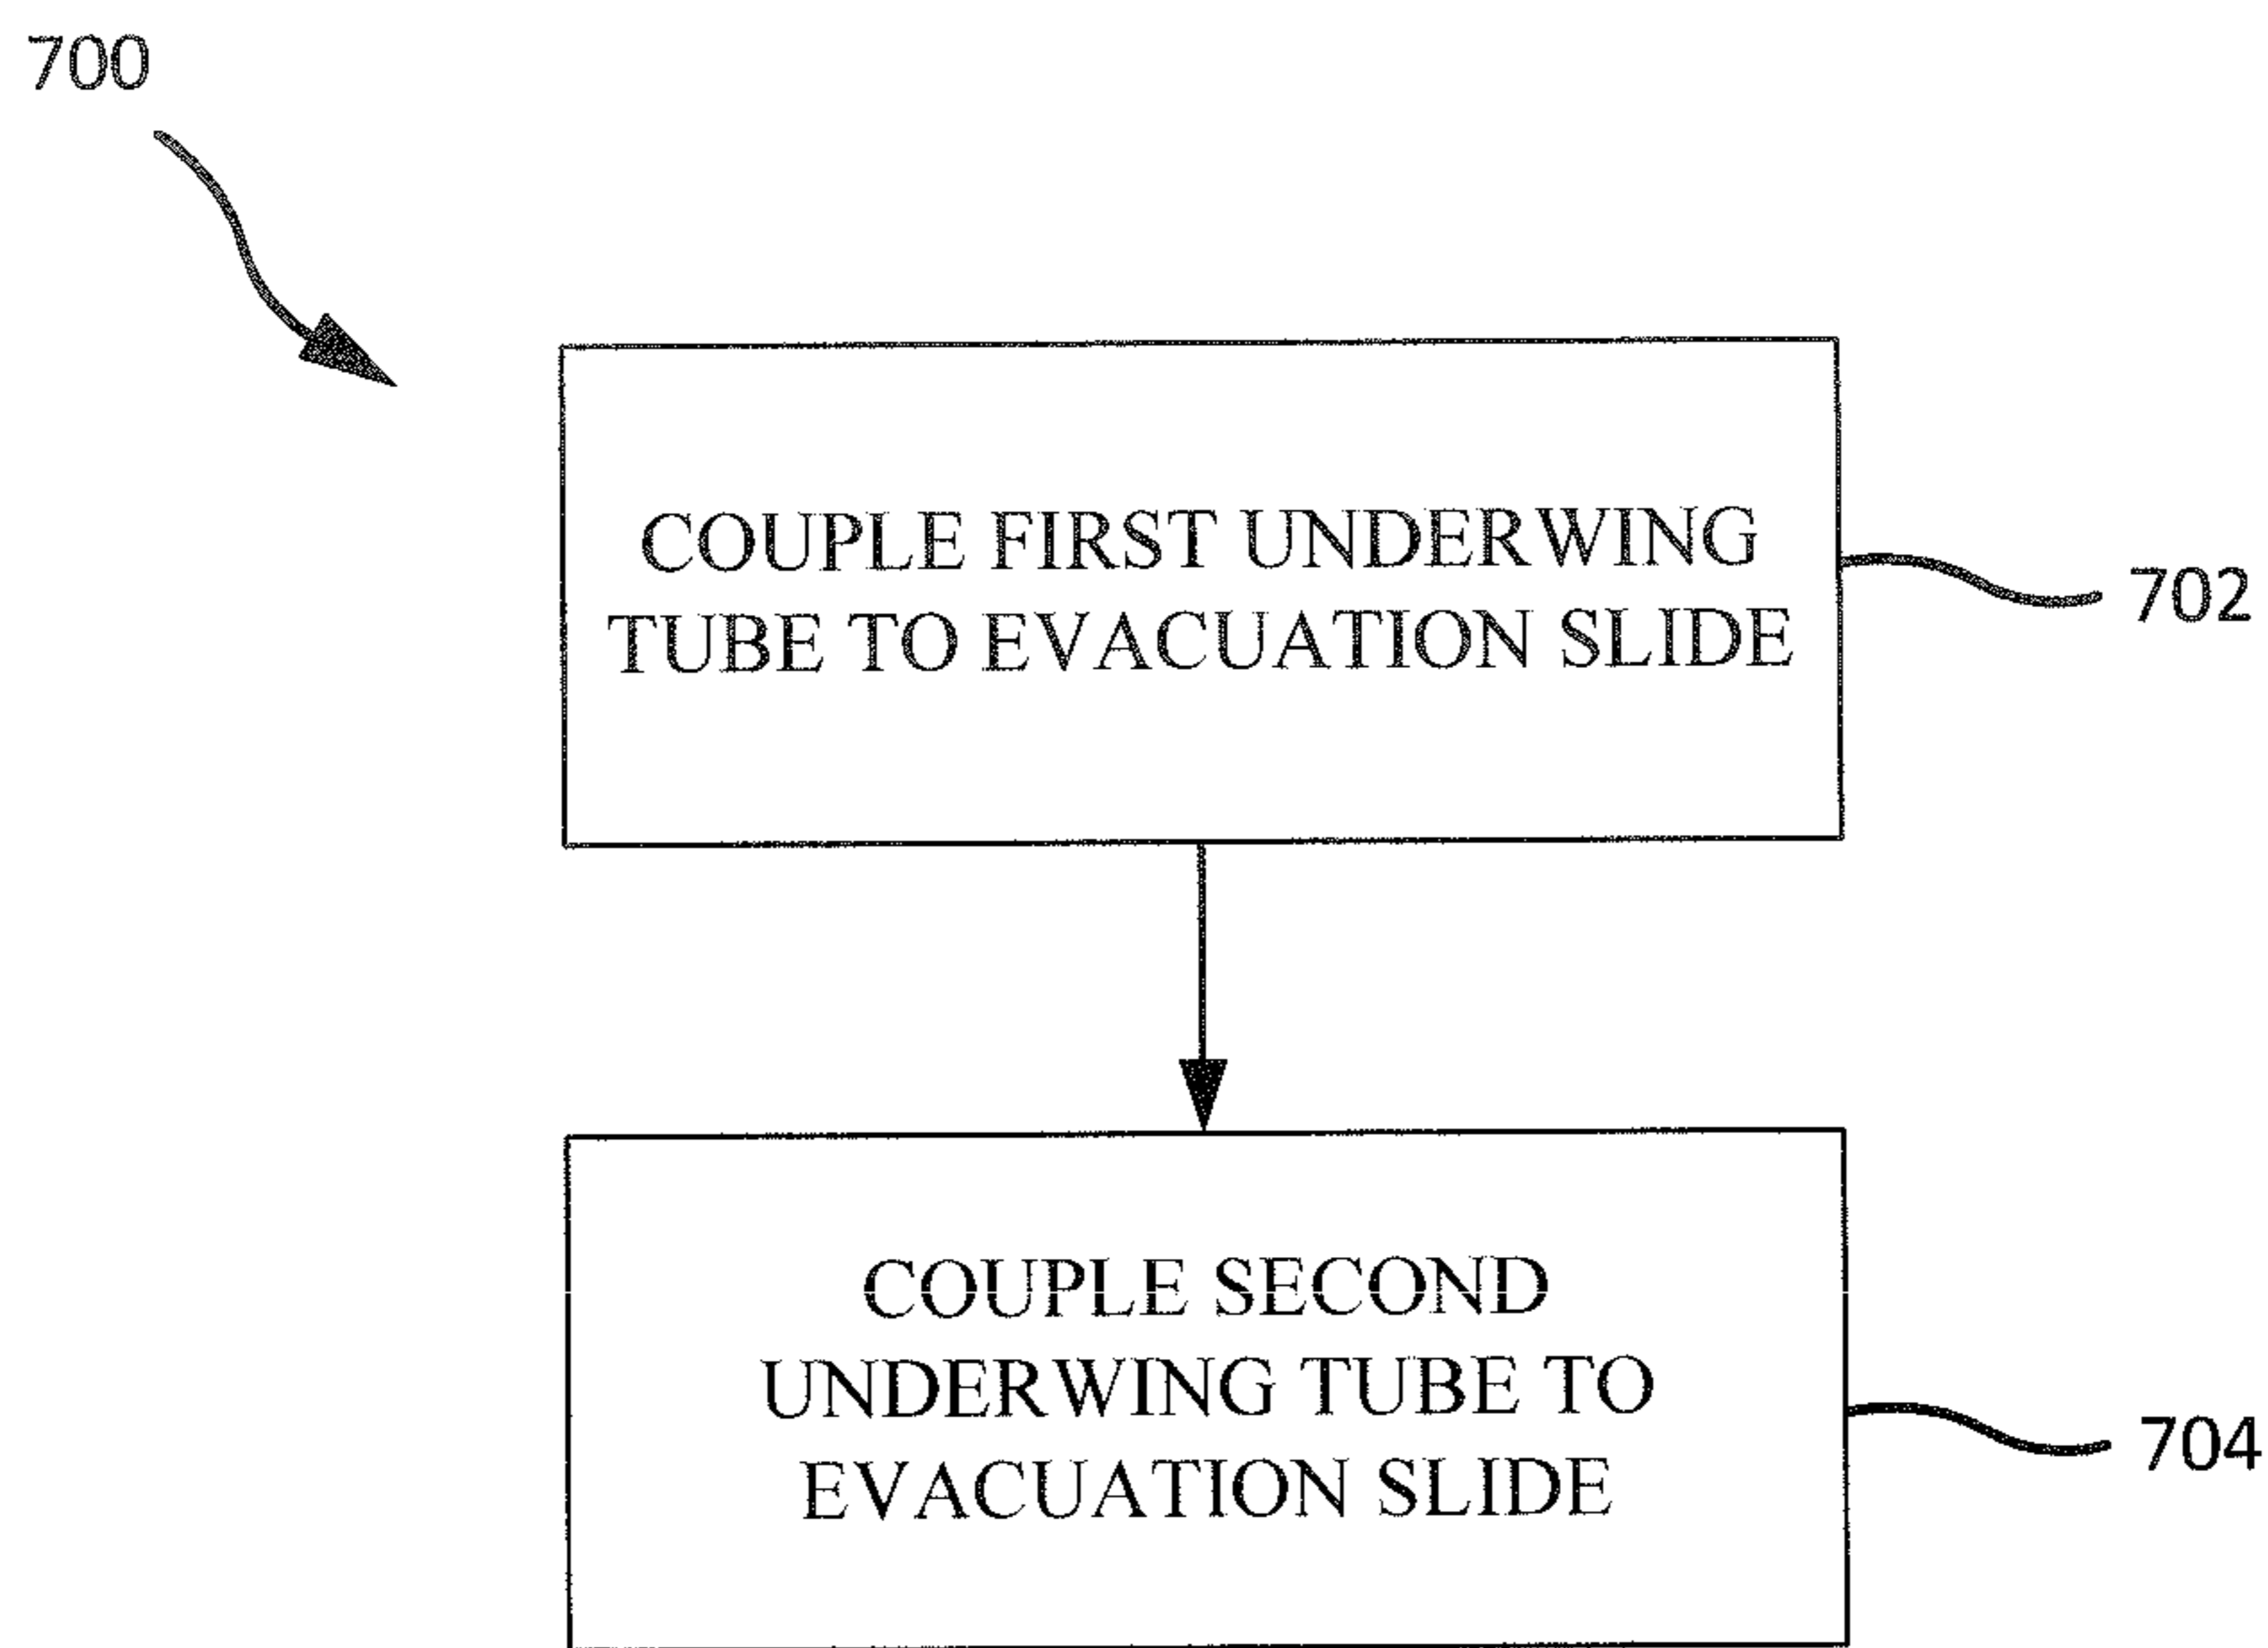 700
COUPLE FIRST UNDERWING
TUBE TO EVACUATION SLIDE
702
COUPLE SECOND
UNDERWING TUBE TO
EVACUATION SLIDE
704